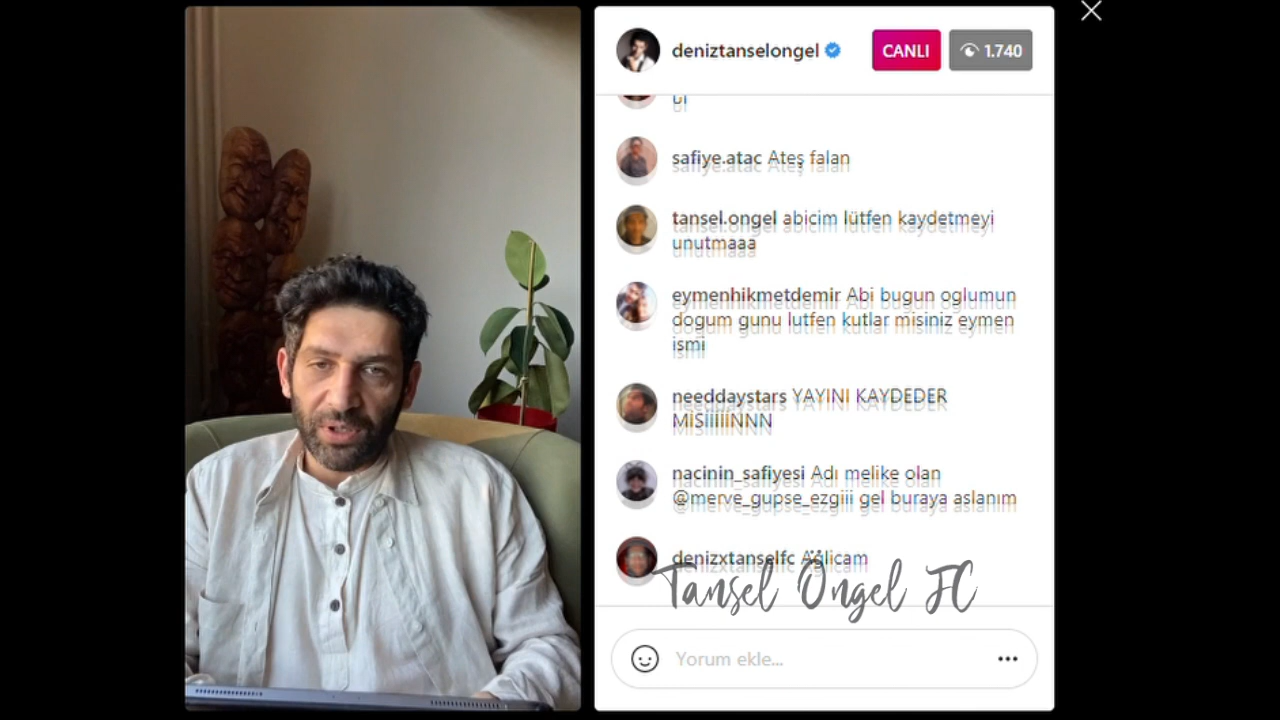 deniztanselongel
CANLI
1.740
safiye.atac Ateş falan
tansel.ongel abicim lütfen kaydetmeyi
unutmaaa
eymenhikmetdemir Abi bugun oglumun
dogum gunu lutfen kutlar misiniz eymen
ismi
needdaystars YAYINI KAYDEDER
MİSİİİİİİNNN
nacinin_safiyesi Adı melike olan
@merve_gupse_ezgiii gel buraya aslanım
denizxtanselfc Ağlicam
Tansel Öngel FC
Yorum ekle...